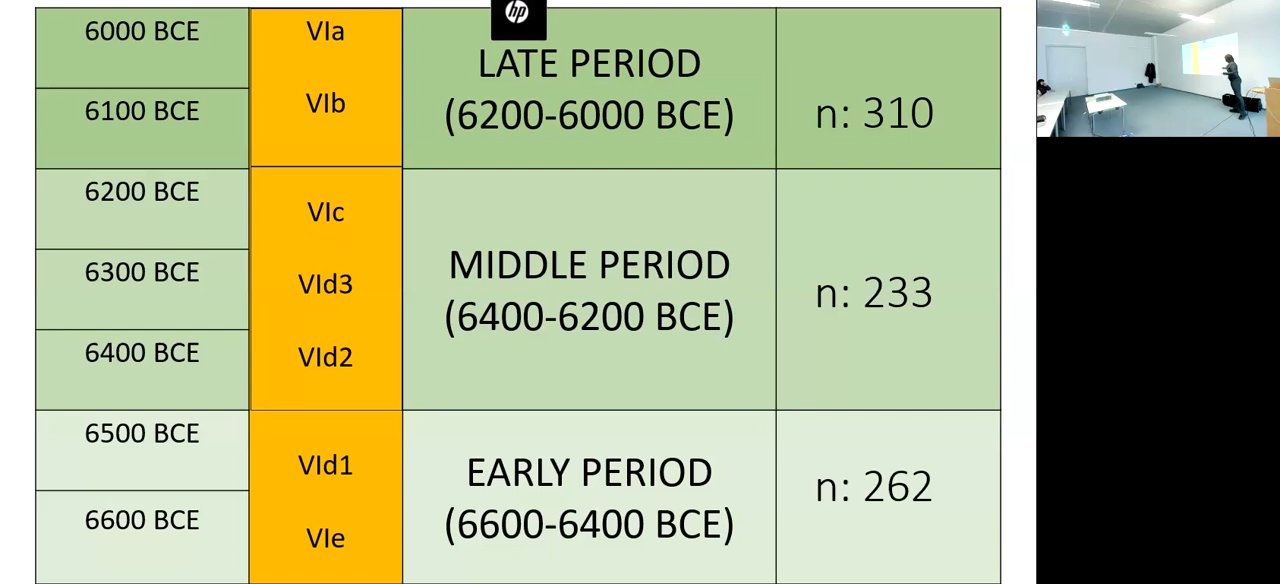 hp
6000 BCE
VIa
LATE PERIOD
(6200-6000 BCE)
n: 310
6100 BCE
VIb
6200 BCE
VIc
MIDDLE PERIOD
(6400-6200 BCE)
n: 233
6300 BCE
VId3
6400 BCE
VId2
6500 BCE
VId1
EARLY PERIOD
(6600-6400 BCE)
n: 262
6600 BCE
VIe